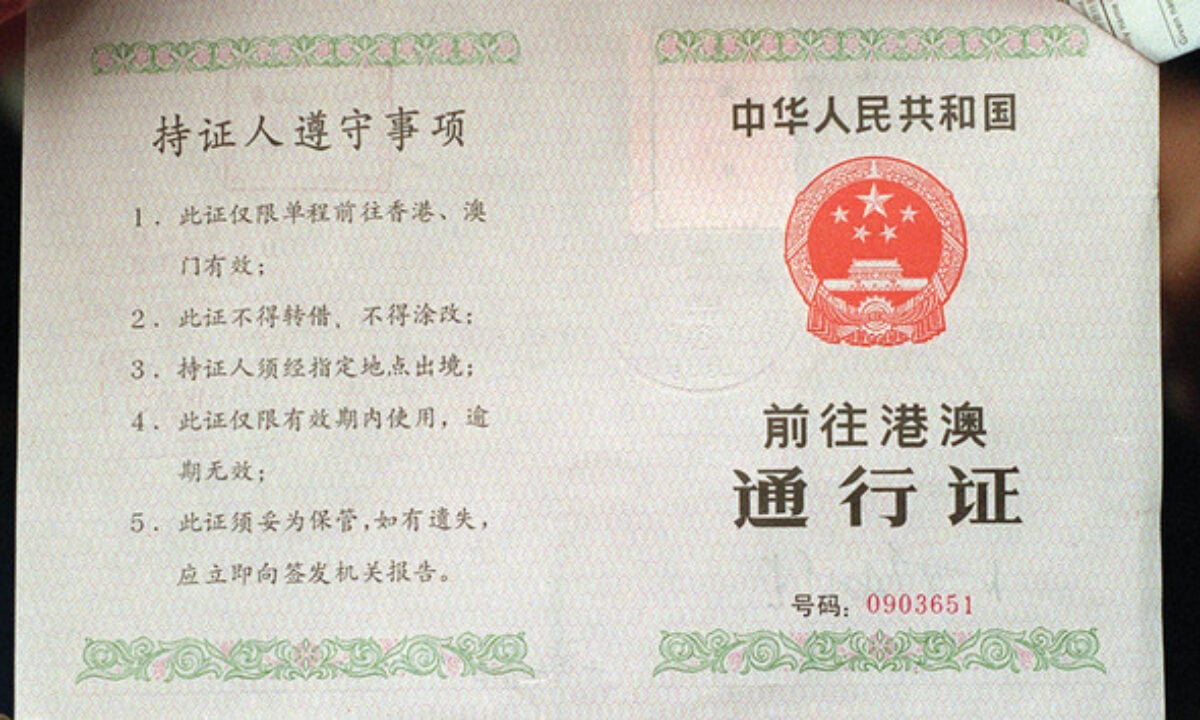 持证人遵守事项
1. 此证仅限单程前往香港、澳
门有效;
2. 此证不得转借、不得涂改;
3. 持证人须经指定地点出境;
4. 此证仅限有效期内使用,逾
期无效;
5. 此证须妥为保管,如有遗失,
应立即向签发机关报告。
中华人民共和国
前往港澳
通行证
号码: 0903651